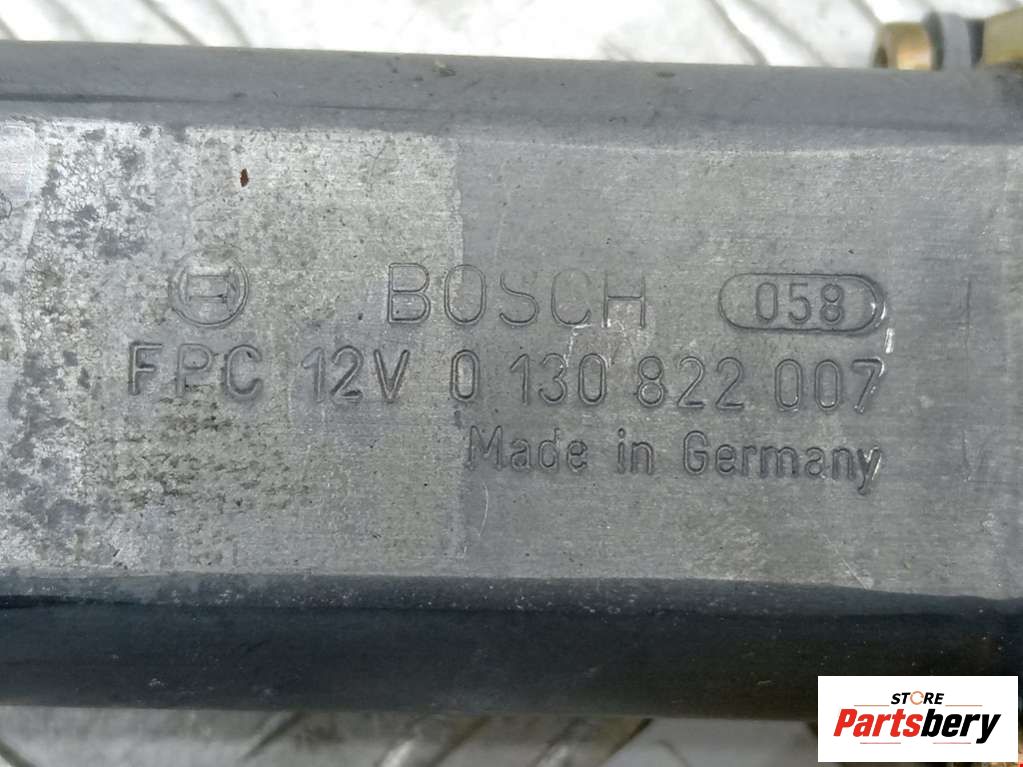 BOSCH 058
FPC 12V 0 130 822 007
Made in Germany
STORE
Partsbery